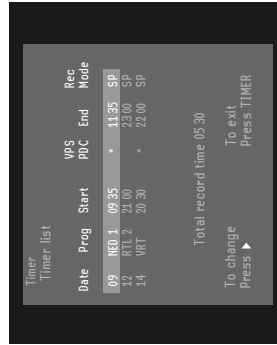 Timer
Timer list
VPS Rec
Date Prog Start PDC End Mode
09 NED 1 09 35 * 11 35 SP
12 RTL 2 21 00 23 00 SP
14 VRT 20 30 * 22 00 SP
Total record time 05 30
To change To exit
Press ▶ Press TIMER